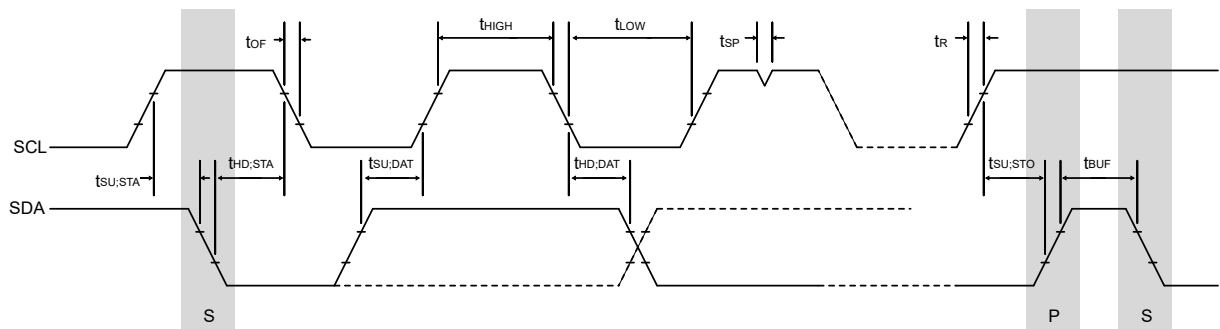 tOF
tHIGH
tLOW
tSP
tR
SCL
tSU;STA
tHD;STA
tSU;DAT
tHD;DAT
tSU;STO
tBUF
SDA
S
P
S